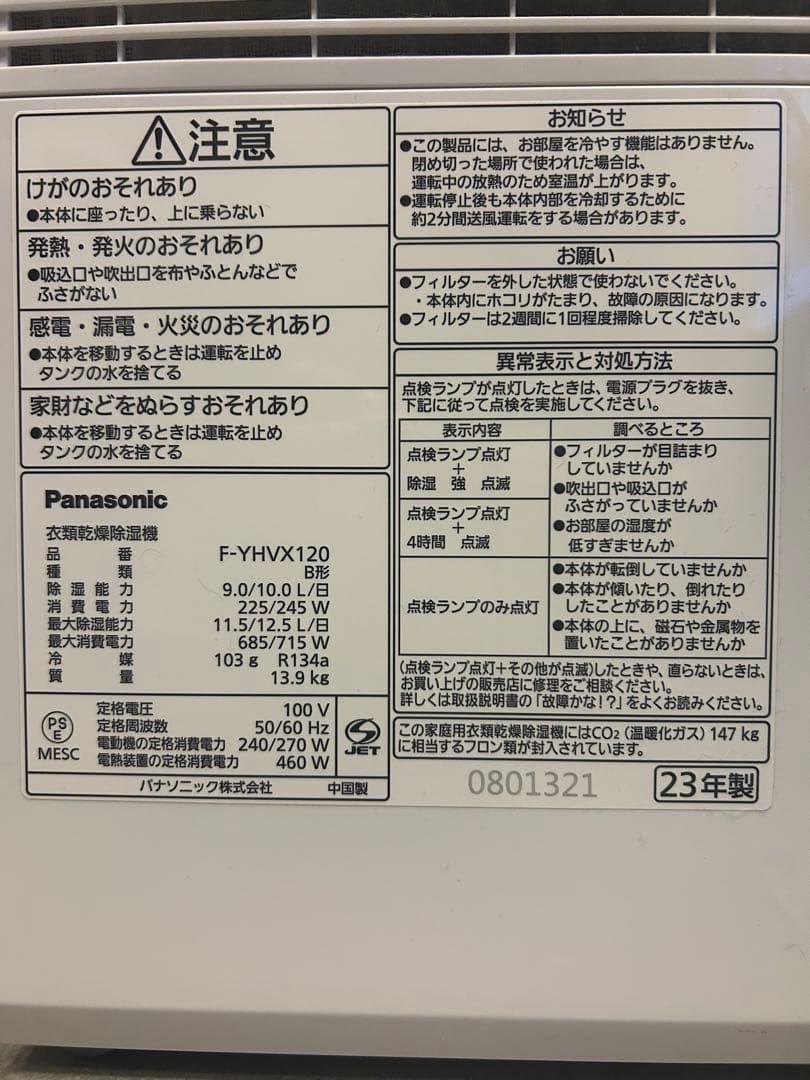 ⚠注意
けがのおそれあり
●本体に座ったり、上に乗らない
発熱・発火のおそれあり
●吸込口や吹出口を布やふとんなどで
ふさがない
感電・漏電・火災のおそれあり
●本体を移動するときは運転を止め
タンクの水を捨てる
家財などをぬらすおそれあり
●本体を移動するときは運転を止め
タンクの水を捨てる
Panasonic
衣類乾燥除湿機
品番 F-YHVX120
種類 B形
除湿能力 9.0/10.0 L/日
消費電力 225/245 W
最大除湿能力 11.5/12.5 L/日
最大消費電力 685/715 W
冷媒 103 g R134a
質量 13.9 kg
PS
E
MESC
定格電圧 100 V
定格周波数 50/60 Hz
電動機の定格消費電力 240/270 W
電熱装置の定格消費電力 460 W
JET
パナソニック株式会社 中国製
お知らせ
●この製品には、お部屋を冷やす機能はありません。
閉め切った場所で使われた場合は、
運転中の放熱のため室温が上がります。
●運転停止後も本体内部を冷却するために
約2分間送風運転をする場合があります。
お願い
●フィルターを外した状態で使わないでください。
・本体内にホコリがたまり、故障の原因になります。
●フィルターは2週間に1回程度掃除してください。
異常表示と対処方法
点検ランプが点灯したときは、電源プラグを抜き、
下記に従って点検を実施してください。
表示内容 調べるところ
点検ランプ点灯
+
除湿 強 点滅
点検ランプ点灯
+
4時間 点滅
●フィルターが目詰まり
していませんか
●吹出口や吸込口が
ふさがっていませんか
●お部屋の湿度が
低すぎませんか
点検ランプのみ点灯
●本体が転倒していませんか
●本体が傾いたり、倒れたり
したことがありませんか
●本体の上に、磁石や金属物を
置いたことがありませんか
(点検ランプ点灯+その他が点滅)したときや、直らないときは、
お買い上げの販売店に修理をご相談ください。
詳しくは取扱説明書の「故障かな!?」をよくお読みください。
この家庭用衣類乾燥除湿機にはCO₂(温暖化ガス)147 kg
に相当するフロン類が封入されています。
0801321 23年製